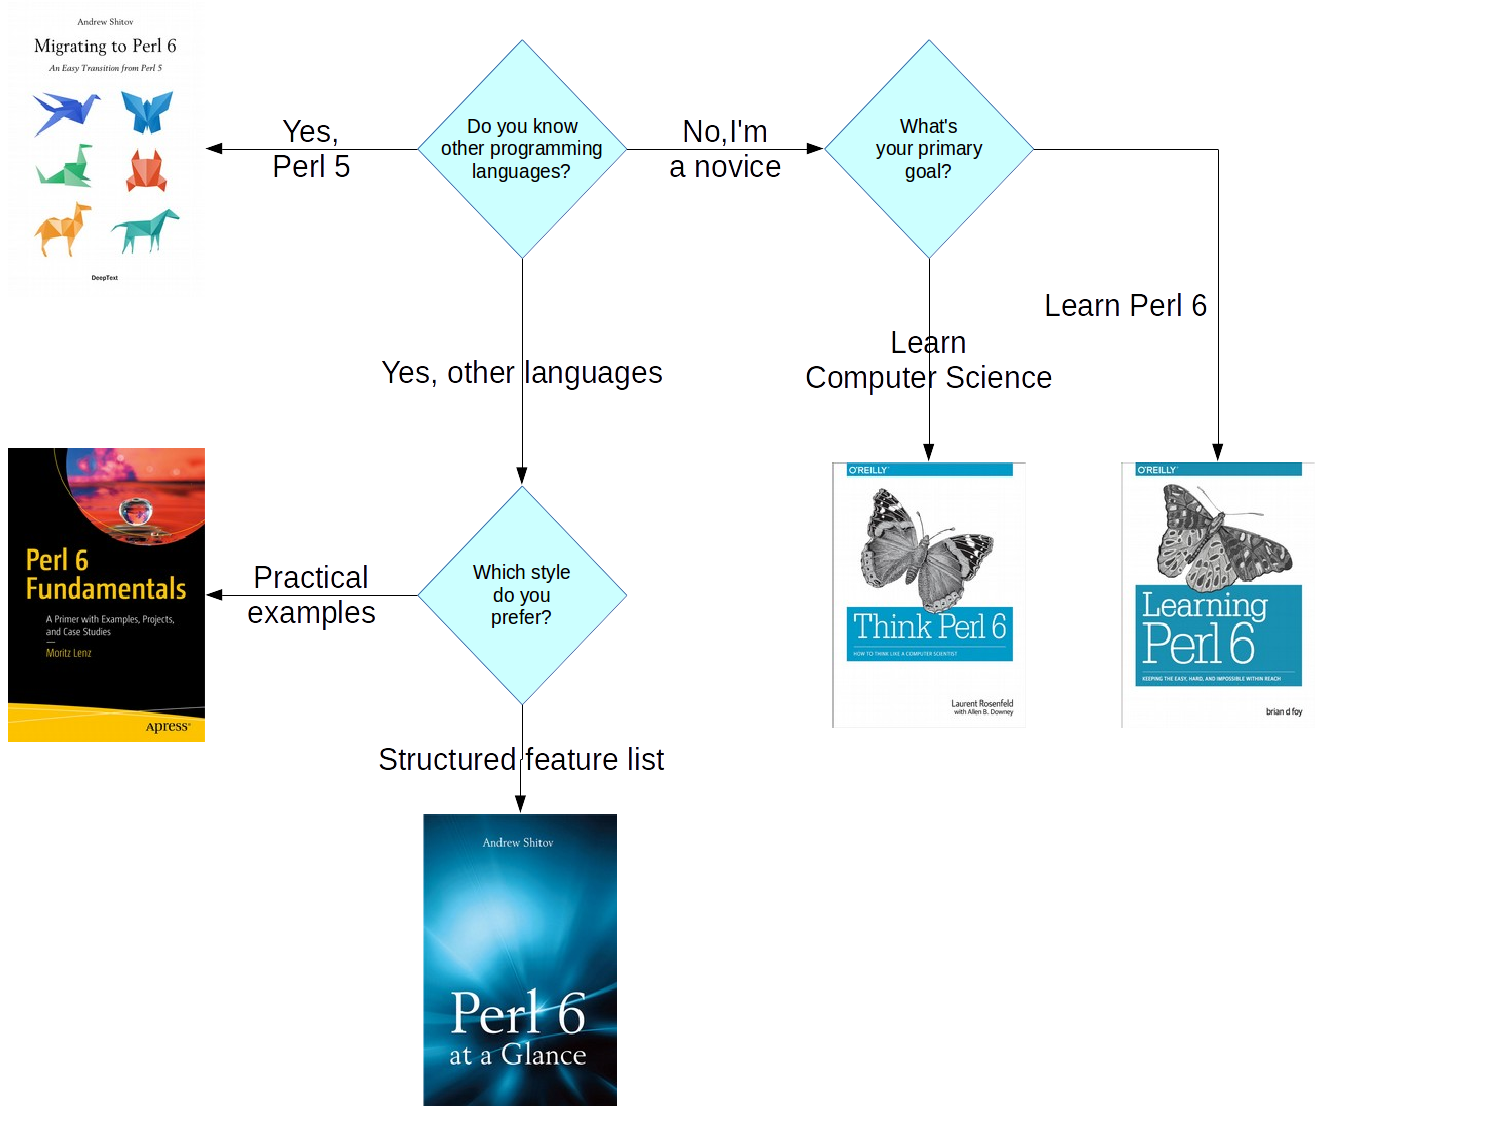 Andrew Shitov
Migrating to Perl 6
An Easy Transition from Perl 5
DeepText
Yes,
Perl 5
Do you know
other programming
languages?
No,I'm
a novice
What's
your primary
goal?
Learn Perl 6
Learn
Computer Science
Yes, other languages
Perl 6
Fundamentals
A Primer with Examples, Projects,
and Case Studies
Moritz Lenz
Apress®
Practical
examples
Which style
do you
prefer?
Structured feature list
Andrew Shitov
Perl 6
at a Glance
O'REILLY®
Think Perl 6
HOW TO THINK LIKE A COMPUTER SCIENTIST
Laurent Rosenfeld
with Allen B. Downey
O'REILLY®
Learning
Perl 6
KEEPING THE EASY, HARD, AND IMPOSSIBLE WITHIN REACH
brian d foy